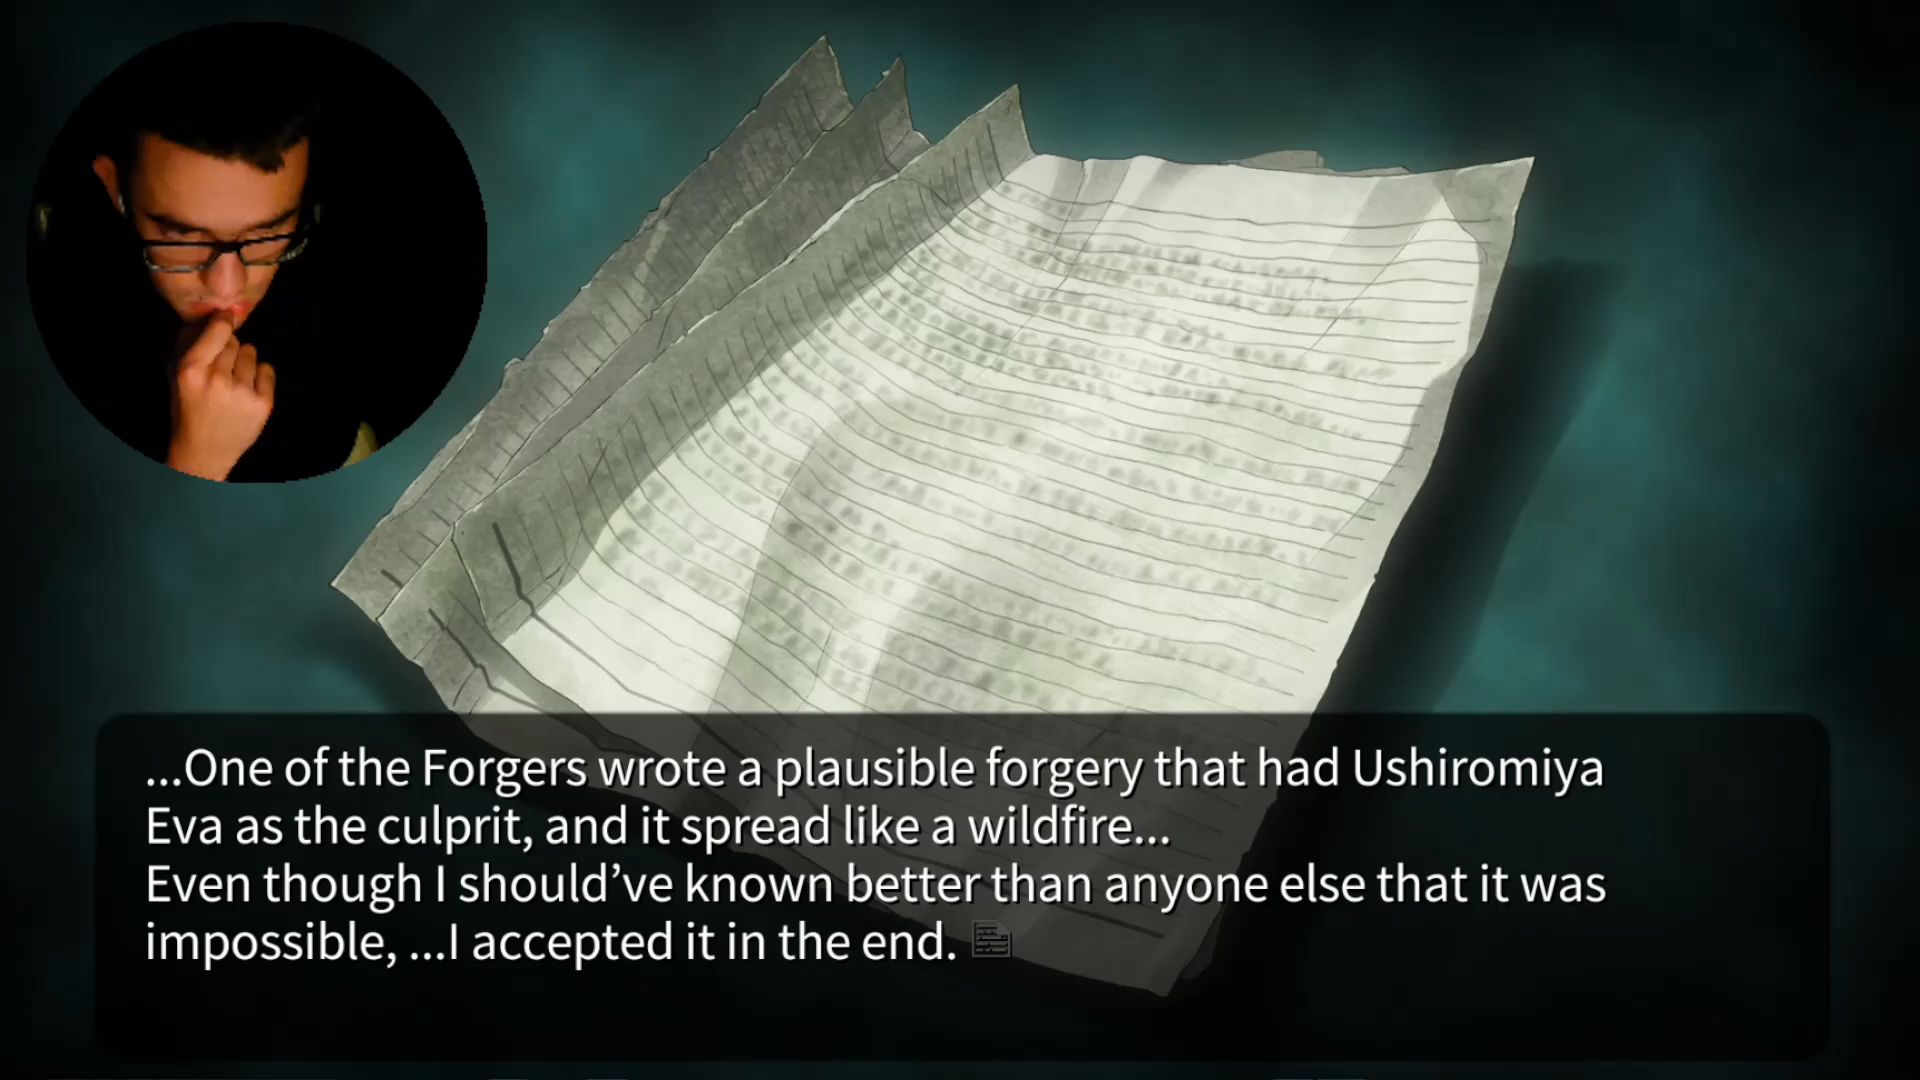 ...One of the Forgers wrote a plausible forgery that had Ushiromiya
Eva as the culprit, and it spread like a wildfire...
Even though I should’ve known better than anyone else that it was
impossible, ...I accepted it in the end.